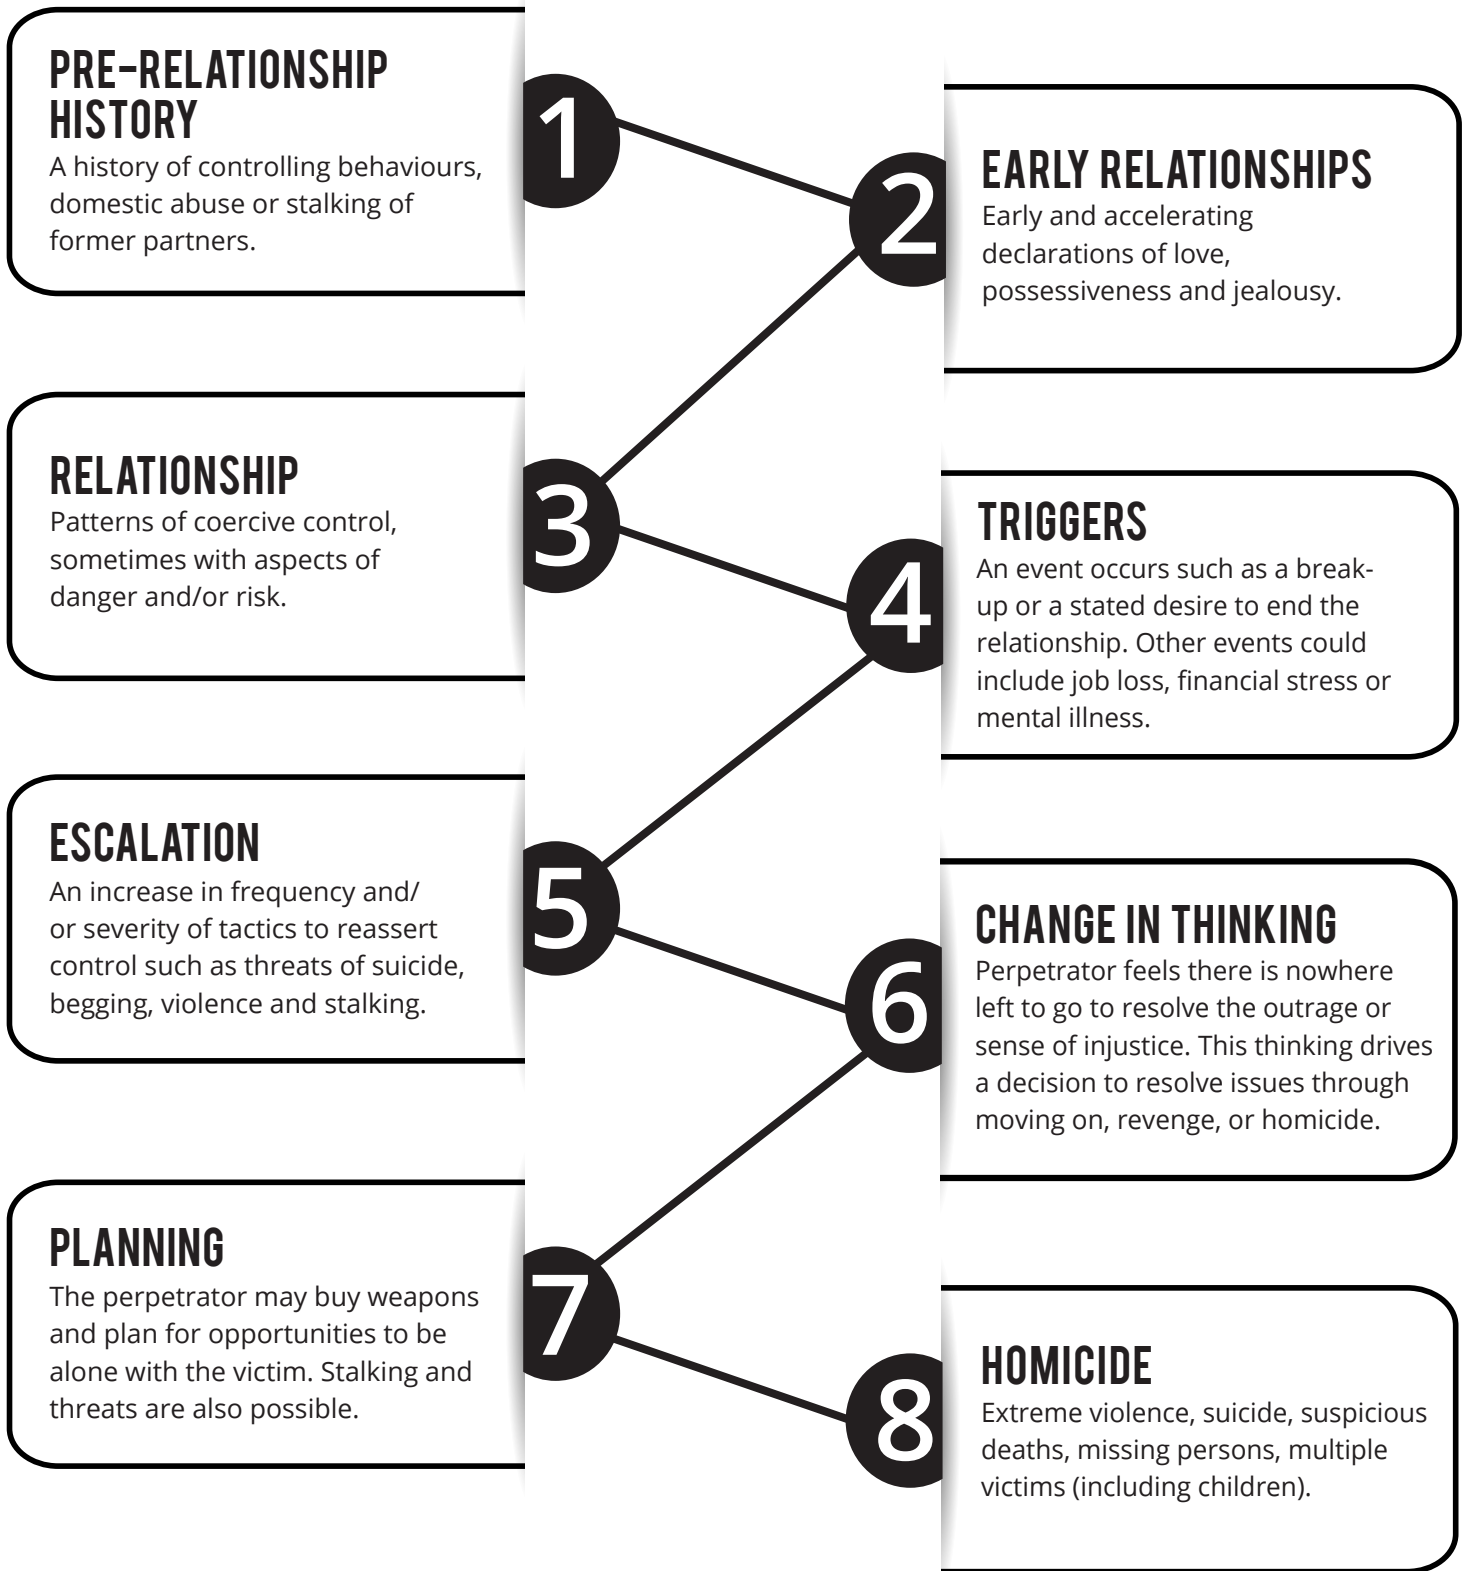 PRE-RELATIONSHIP
HISTORY
A history of controlling behaviours,
domestic abuse or stalking of
former partners.
1
2
EARLY RELATIONSHIPS
Early and accelerating
declarations of love,
possessiveness and jealousy.
RELATIONSHIP
Patterns of coercive control,
sometimes with aspects of
danger and/or risk.
3
4
TRIGGERS
An event occurs such as a break-
up or a stated desire to end the
relationship. Other events could
include job loss, financial stress or
mental illness.
ESCALATION
An increase in frequency and/
or severity of tactics to reassert
control such as threats of suicide,
begging, violence and stalking.
5
6
CHANGE IN THINKING
Perpetrator feels there is nowhere
left to go to resolve the outrage or
sense of injustice. This thinking drives
a decision to resolve issues through
moving on, revenge, or homicide.
PLANNING
The perpetrator may buy weapons
and plan for opportunities to be
alone with the victim. Stalking and
threats are also possible.
7
8
HOMICIDE
Extreme violence, suicide, suspicious
deaths, missing persons, multiple
victims (including children).